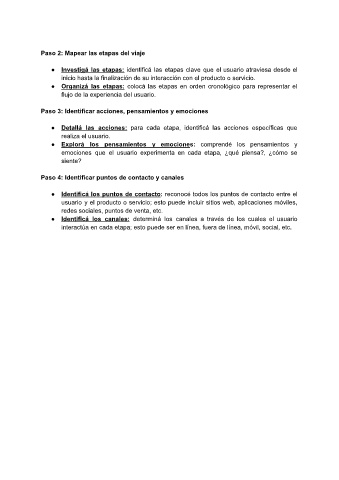 Paso 2: Mapear las etapas del viaje
● Investigá las etapas: identificá las etapas clave que el usuario atraviesa desde el
inicio hasta la finalización de su interacción con el producto o servicio.
● Organizá las etapas: colocá las etapas en orden cronológico para representar el
flujo de la experiencia del usuario.
Paso 3: Identificar acciones, pensamientos y emociones
● Detallá las acciones: para cada etapa, identificá las acciones específicas que
realiza el usuario.
● Explorá los pensamientos y emociones: comprendé los pensamientos y
emociones que el usuario experimenta en cada etapa, ¿qué piensa?, ¿cómo se
siente?
Paso 4: Identificar puntos de contacto y canales
● Identificá los puntos de contacto: reconocé todos los puntos de contacto entre el
usuario y el producto o servicio; esto puede incluir sitios web, aplicaciones móviles,
redes sociales, puntos de venta, etc.
● Identificá los canales: determiná los canales a través de los cuales el usuario
interactúa en cada etapa; esto puede ser en línea, fuera de línea, móvil, social, etc.